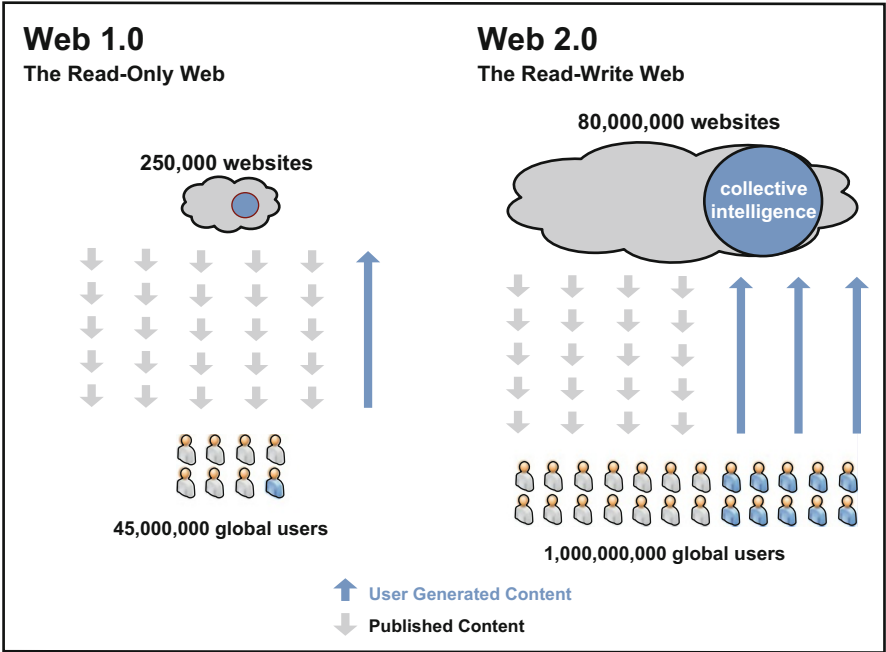 Web 1.0
The Read-Only Web
250,000 websites
45,000,000 global users
Web 2.0
The Read-Write Web
80,000,000 websites
collective
intelligence
1,000,000,000 global users
User Generated Content
Published Content